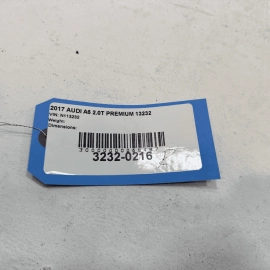 2017 AUDI A6 2.0T PREMIUM 13232
VIN: N113232
Weight:
Dimensions:
3232-0216